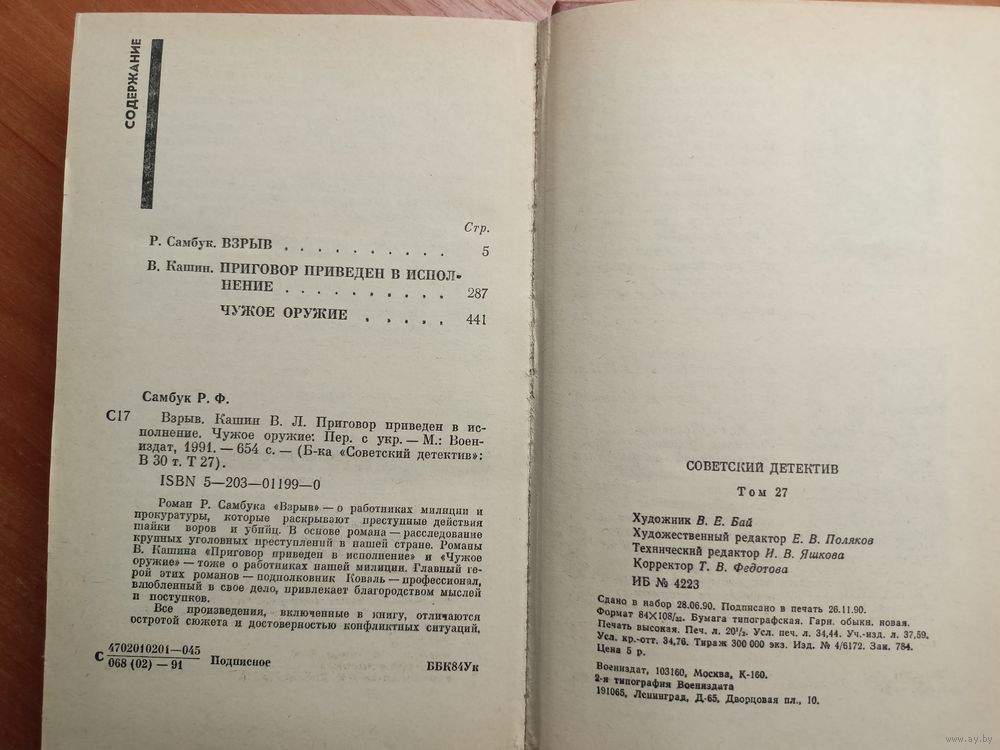 СОДЕРЖАНИЕ
Стр.
Р. Самбук. ВЗРЫВ . . . . . . . . . . 5
В. Кашин. ПРИГОВОР ПРИВЕДЕН В ИСПОЛ-
НЕНИЕ . . . . . . . . . . 287
ЧУЖОЕ ОРУЖИЕ . . . . . 441
Самбук Р. Ф.
С17 Взрыв. Кашин В. Л. Приговор приведен в ис-
полнение. Чужое оружие: Пер. с укр. — М.: Воен-
издат, 1991. — 654 с. — (Б-ка «Советский детектив»:
В 30 т. Т 27).
ISBN 5—203—01199—0
Роман Р. Самбука «Взрыв» — о работниках милиции и
прокуратуры, которые раскрывают преступные действия
шайки воров и убийц. В основе романа — расследование
крупных уголовных преступлений в нашей стране. Романы
В. Кашина «Приговор приведен в исполнение» и «Чужое
оружие» — тоже о работниках нашей милиции. Главный ге-
рой этих романов — подполковник Коваль — профессионал,
влюбленный в свое дело, привлекает благородством мыслей
и поступков.
Все произведения, включенные в книгу, отличаются
остротой сюжета и достоверностью конфликтных ситуаций.
С 4702010201—045
068 (02) — 91 Подписное ББК84Ук
СОВЕТСКИЙ ДЕТЕКТИВ
Том 27
Художник В. Е. Бай
Художественный редактор Е. В. Поляков
Технический редактор И. В. Яшкова
Корректор Т. В. Федотова
ИБ № 4223
Сдано в набор 28.06.90. Подписано в печать 26.11.90.
Формат 84×108/32. Бумага типографская. Гарн. обыкн. новая.
Печать высокая. Печ. л. 20½. Усл. печ. л. 34,44. Уч.-изд. л. 37,59.
Усл. кр.-отт. 34,76. Тираж 300 000 экз. Изд. № 4/6172. Зак. 784.
Цена 5 р.
Воениздат, 103160, Москва, К-160.
2-я типография Воениздата
191065, Ленинград, Д-65, Дворцовая пл., 10.
www.ay.by